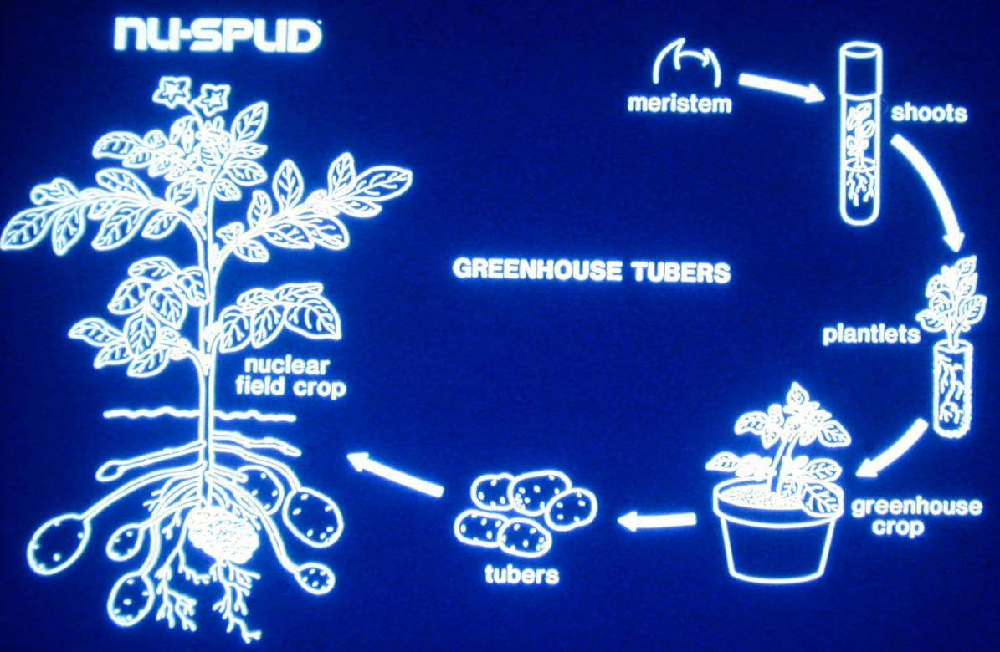 nu-SPUD
meristem
shoots
GREENHOUSE TUBERS
plantlets
nuclear
field crop
greenhouse
crop
tubers